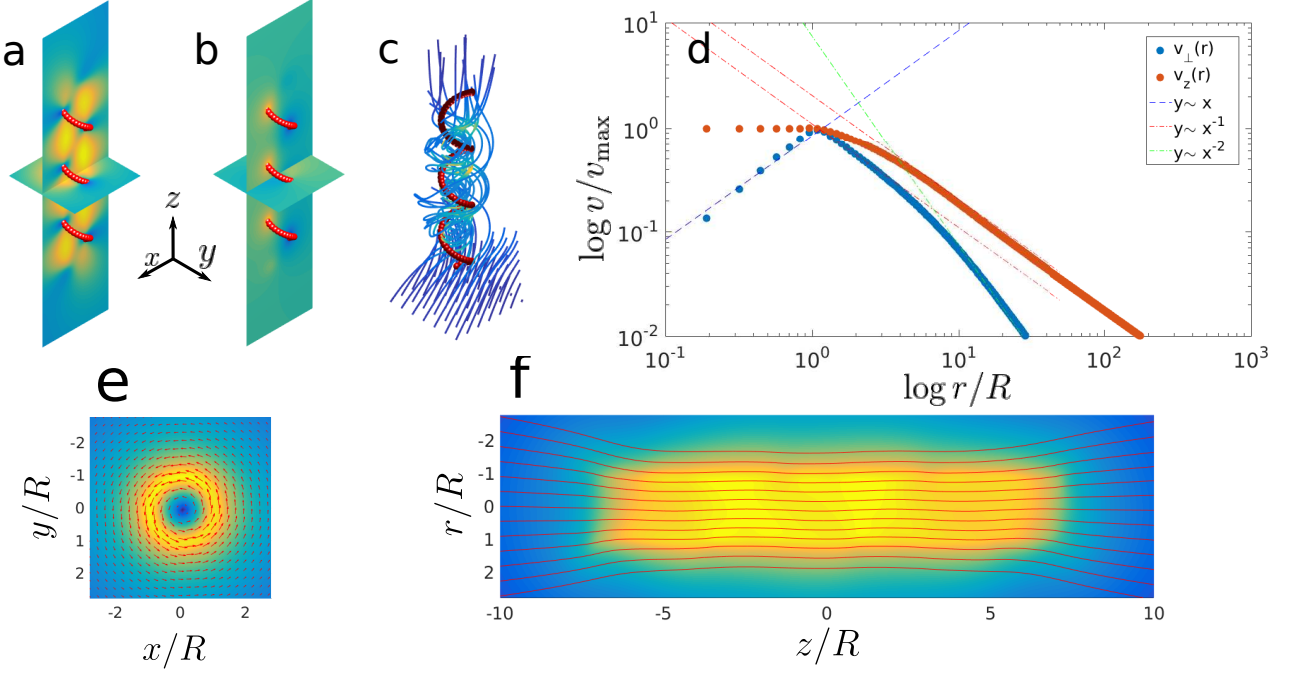 a
b
c
z
x
y
d
10^1
10^0
10^-1
10^-2
log v/v_max
10^-1
10^0
10^1
10^2
10^3
log r/R
v_⊥(r)
v_z(r)
y~ x
y~ x^-1
y~ x^-2
e
-2
-1
0
1
2
y/R
-2
0
2
x/R
f
-2
-1
0
1
2
r/R
-10
-5
0
5
10
z/R